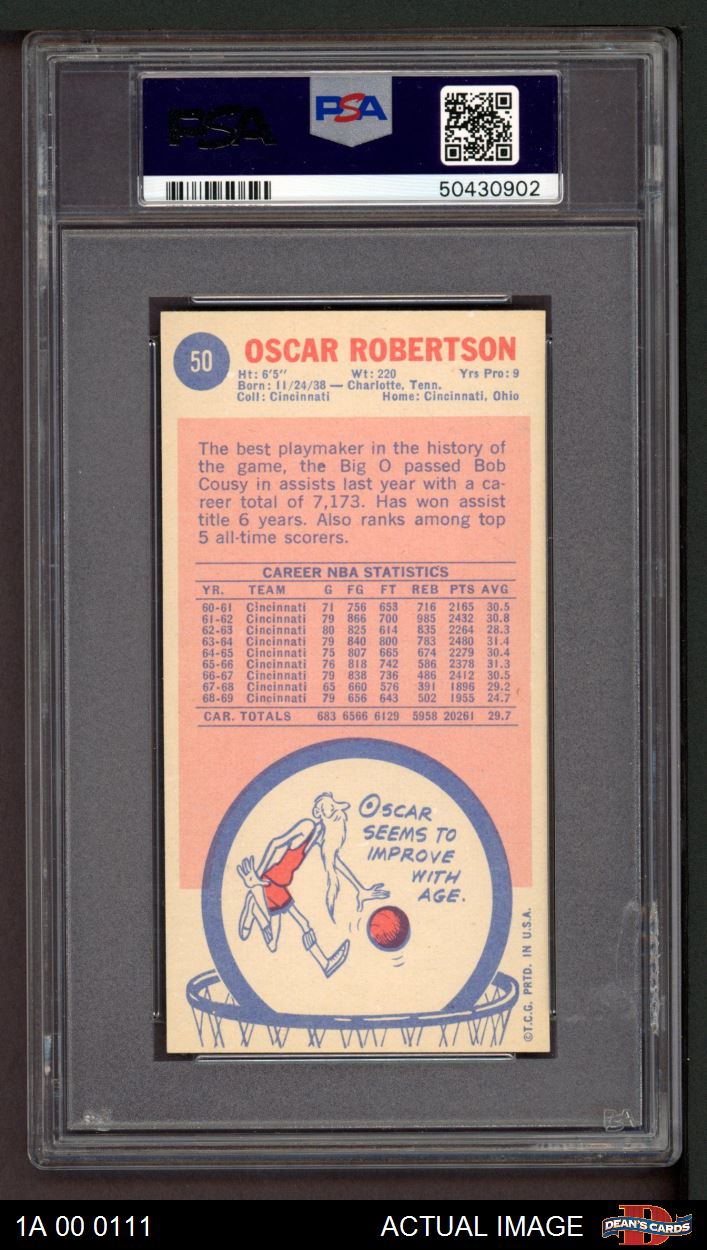 PSA PSA
50430902
50 OSCAR ROBERTSON
Ht: 6'5" Wt: 220 Yrs Pro: 9
Born: 11/24/38 — Charlotte, Tenn.
Coll: Cincinnati Home: Cincinnati, Ohio
The best playmaker in the history of
the game, the Big O passed Bob
Cousy in assists last year with a ca-
reer total of 7,173. Has won assist
title 6 years. Also ranks among top
5 all-time scorers.
CAREER NBA STATISTICS
YR. TEAM G FG FT REB PTS AVG
60-61 Cincinnati 71 756 653 716 2165 30.5
61-62 Cincinnati 79 866 700 985 2432 30.8
62-63 Cincinnati 80 825 614 835 2264 28.3
63-64 Cincinnati 79 840 800 783 2480 31.4
64-65 Cincinnati 75 807 665 674 2279 30.4
65-66 Cincinnati 76 818 742 586 2378 31.3
66-67 Cincinnati 79 838 736 486 2412 30.5
67-68 Cincinnati 65 660 576 391 1896 29.2
68-69 Cincinnati 79 656 643 502 1955 24.7
CAR. TOTALS 683 6566 6129 5958 20261 29.7
OSCAR
SEEMS TO
IMPROVE
WITH
AGE.
©T.C.G. PRTD. IN U.S.A.
PSA
1A 00 0111 ACTUAL IMAGE DEAN'S CARDS